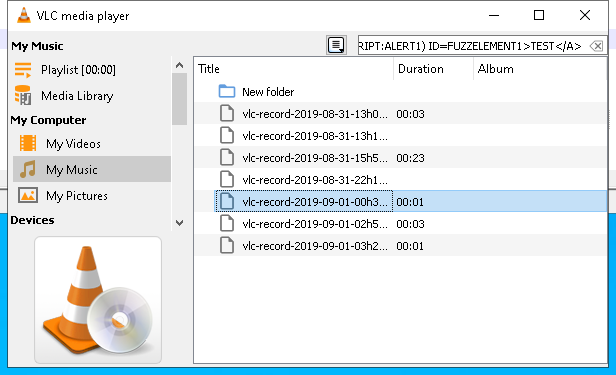 VLC media player
My Music
RIPT:ALERT1) ID=FUZZELEMENT1>TEST</A>
Playlist [00:00]
Media Library
My Computer
My Videos
My Music
My Pictures
Devices
Title Duration Album
New folder
vlc-record-2019-08-31-13h0... 00:03
vlc-record-2019-08-31-13h1...
vlc-record-2019-08-31-15h5... 00:23
vlc-record-2019-08-31-22h1...
vlc-record-2019-09-01-00h3... 00:01
vlc-record-2019-09-01-02h5... 00:03
vlc-record-2019-09-01-03h2... 00:01